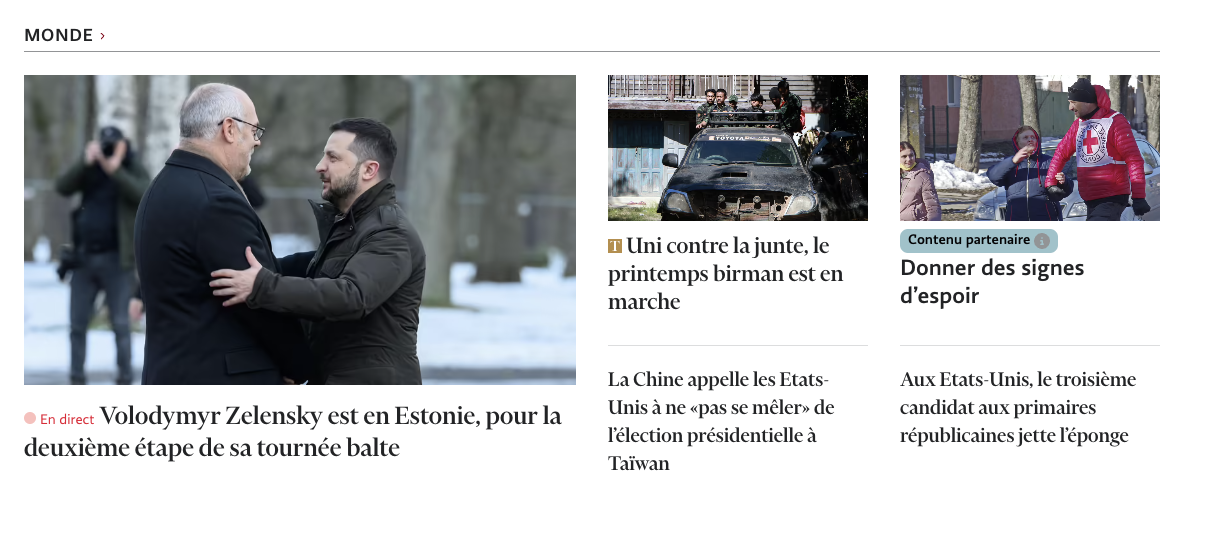 MONDE ›
En direct Volodymyr Zelensky est en Estonie, pour la
deuxième étape de sa tournée balte
TOYOTA
T Uni contre la junte, le
printemps birman est en
marche
La Chine appelle les Etats-
Unis à ne «pas se mêler» de
l’élection présidentielle à
Taïwan
Contenu partenaire i
Donner des signes
d’espoir
Aux Etats-Unis, le troisième
candidat aux primaires
républicaines jette l’éponge